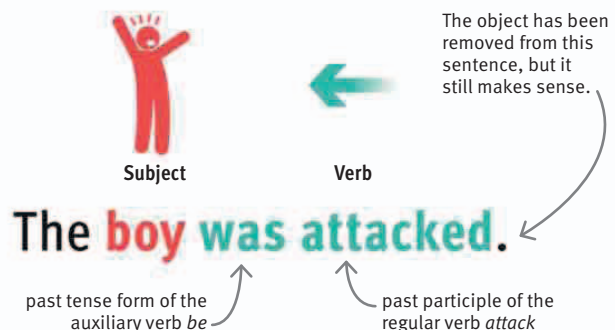 The object has been
removed from this
sentence, but it
still makes sense.
Subject
Verb
The boy was attacked.
past tense form of the
auxiliary verb be
past participle of the
regular verb attack